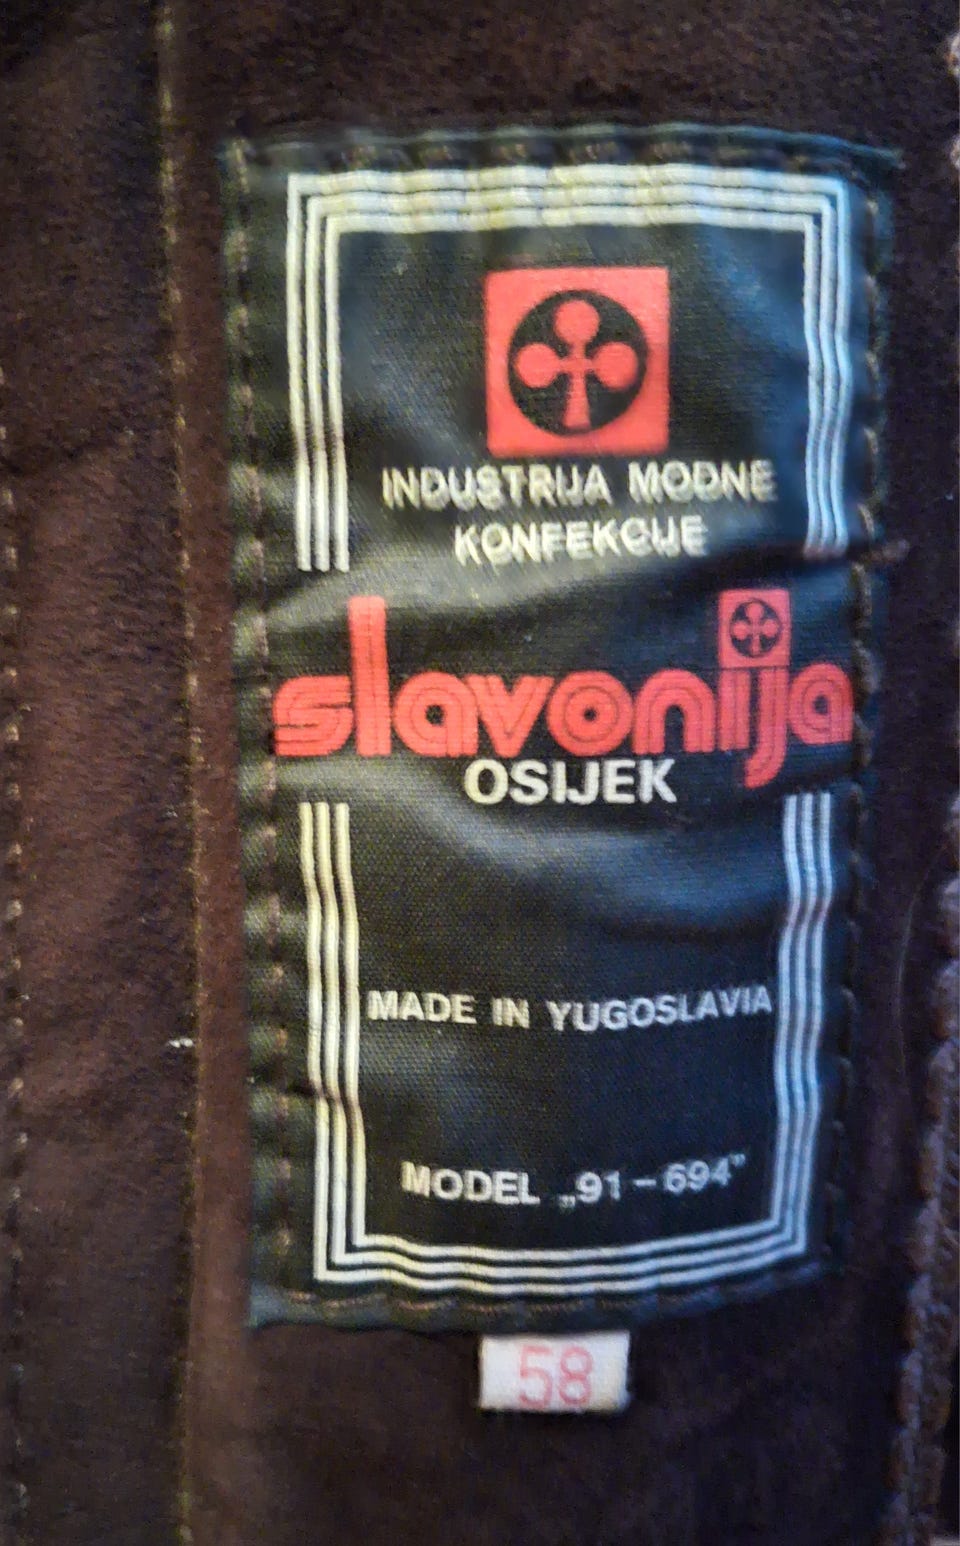 INDUSTRIJA MODNE
KONFEKCIJE
slavonija
OSIJEK
MADE IN YUGOSLAVIA
MODEL „91-694”
58